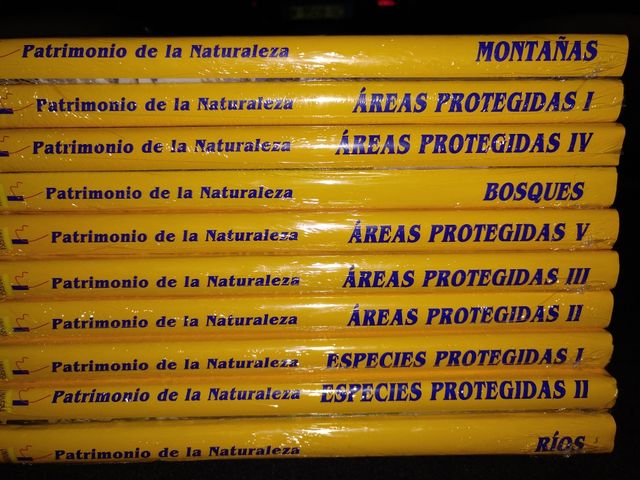 Patrimonio de la Naturaleza MONTAÑAS
Patrimonio de la Naturaleza ÁREAS PROTEGIDAS I
Patrimonio de la Naturaleza ÁREAS PROTEGIDAS IV
Patrimonio de la Naturaleza BOSQUES
Patrimonio de la Naturaleza ÁREAS PROTEGIDAS V
Patrimonio de la Naturaleza ÁREAS PROTEGIDAS III
Patrimonio de la Naturaleza ÁREAS PROTEGIDAS II
Patrimonio de la Naturaleza ESPECIES PROTEGIDAS I
Patrimonio de la Naturaleza ESPECIES PROTEGIDAS II
Patrimonio de la Naturaleza RÍOS